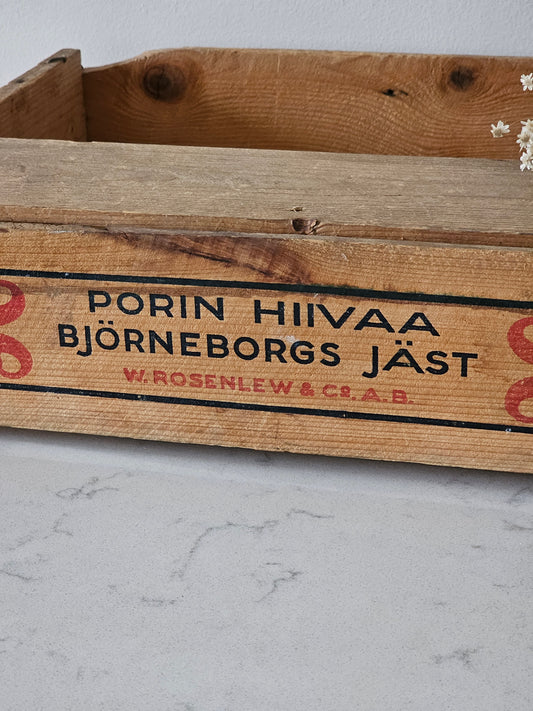 PORIN HIIVAA
BJÖRNEBORGS JÄST
W. ROSENLEW & Co. A.B.